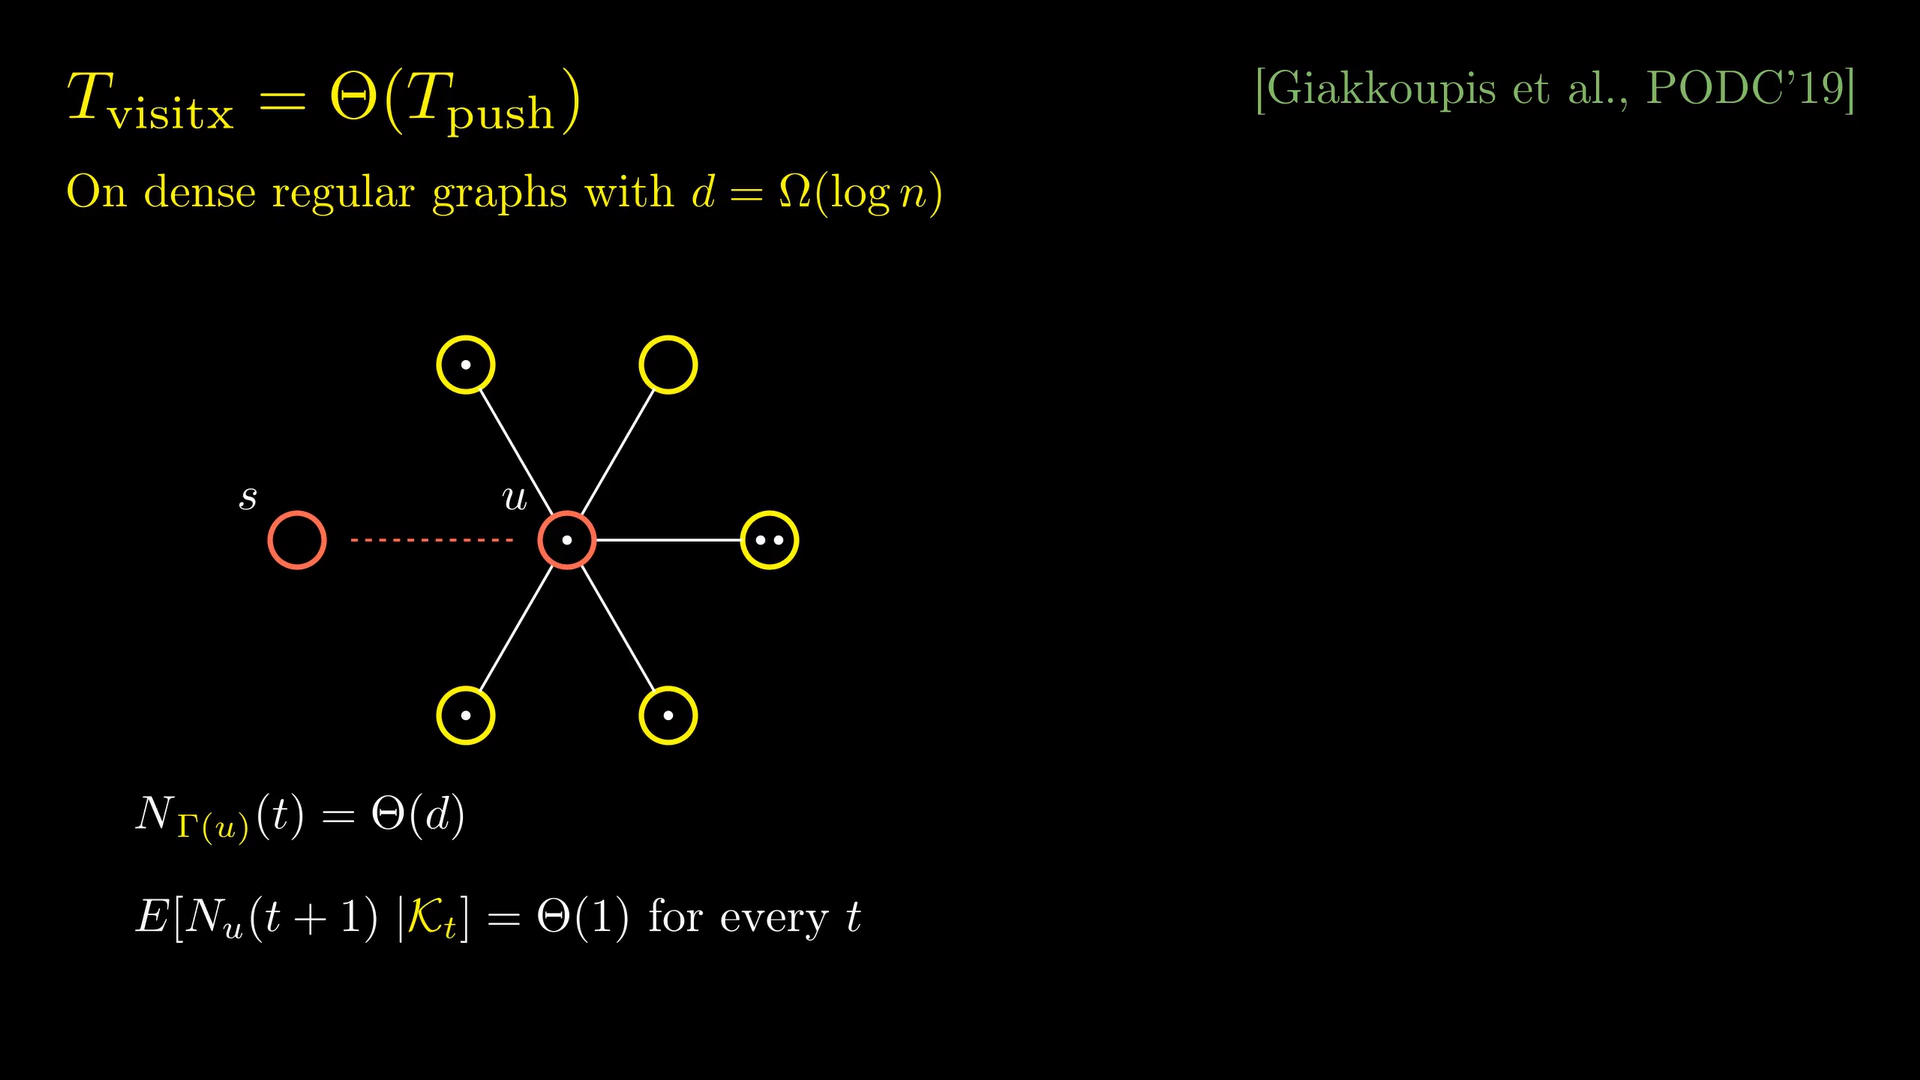 T_visitx = Θ(T_push)
[Giakkoupis et al., PODC'19]
On dense regular graphs with d = Ω(log n)
s
u
N_Γ(u)(t) = Θ(d)
E[N_u(t + 1) |𝒦_t] = Θ(1) for every t